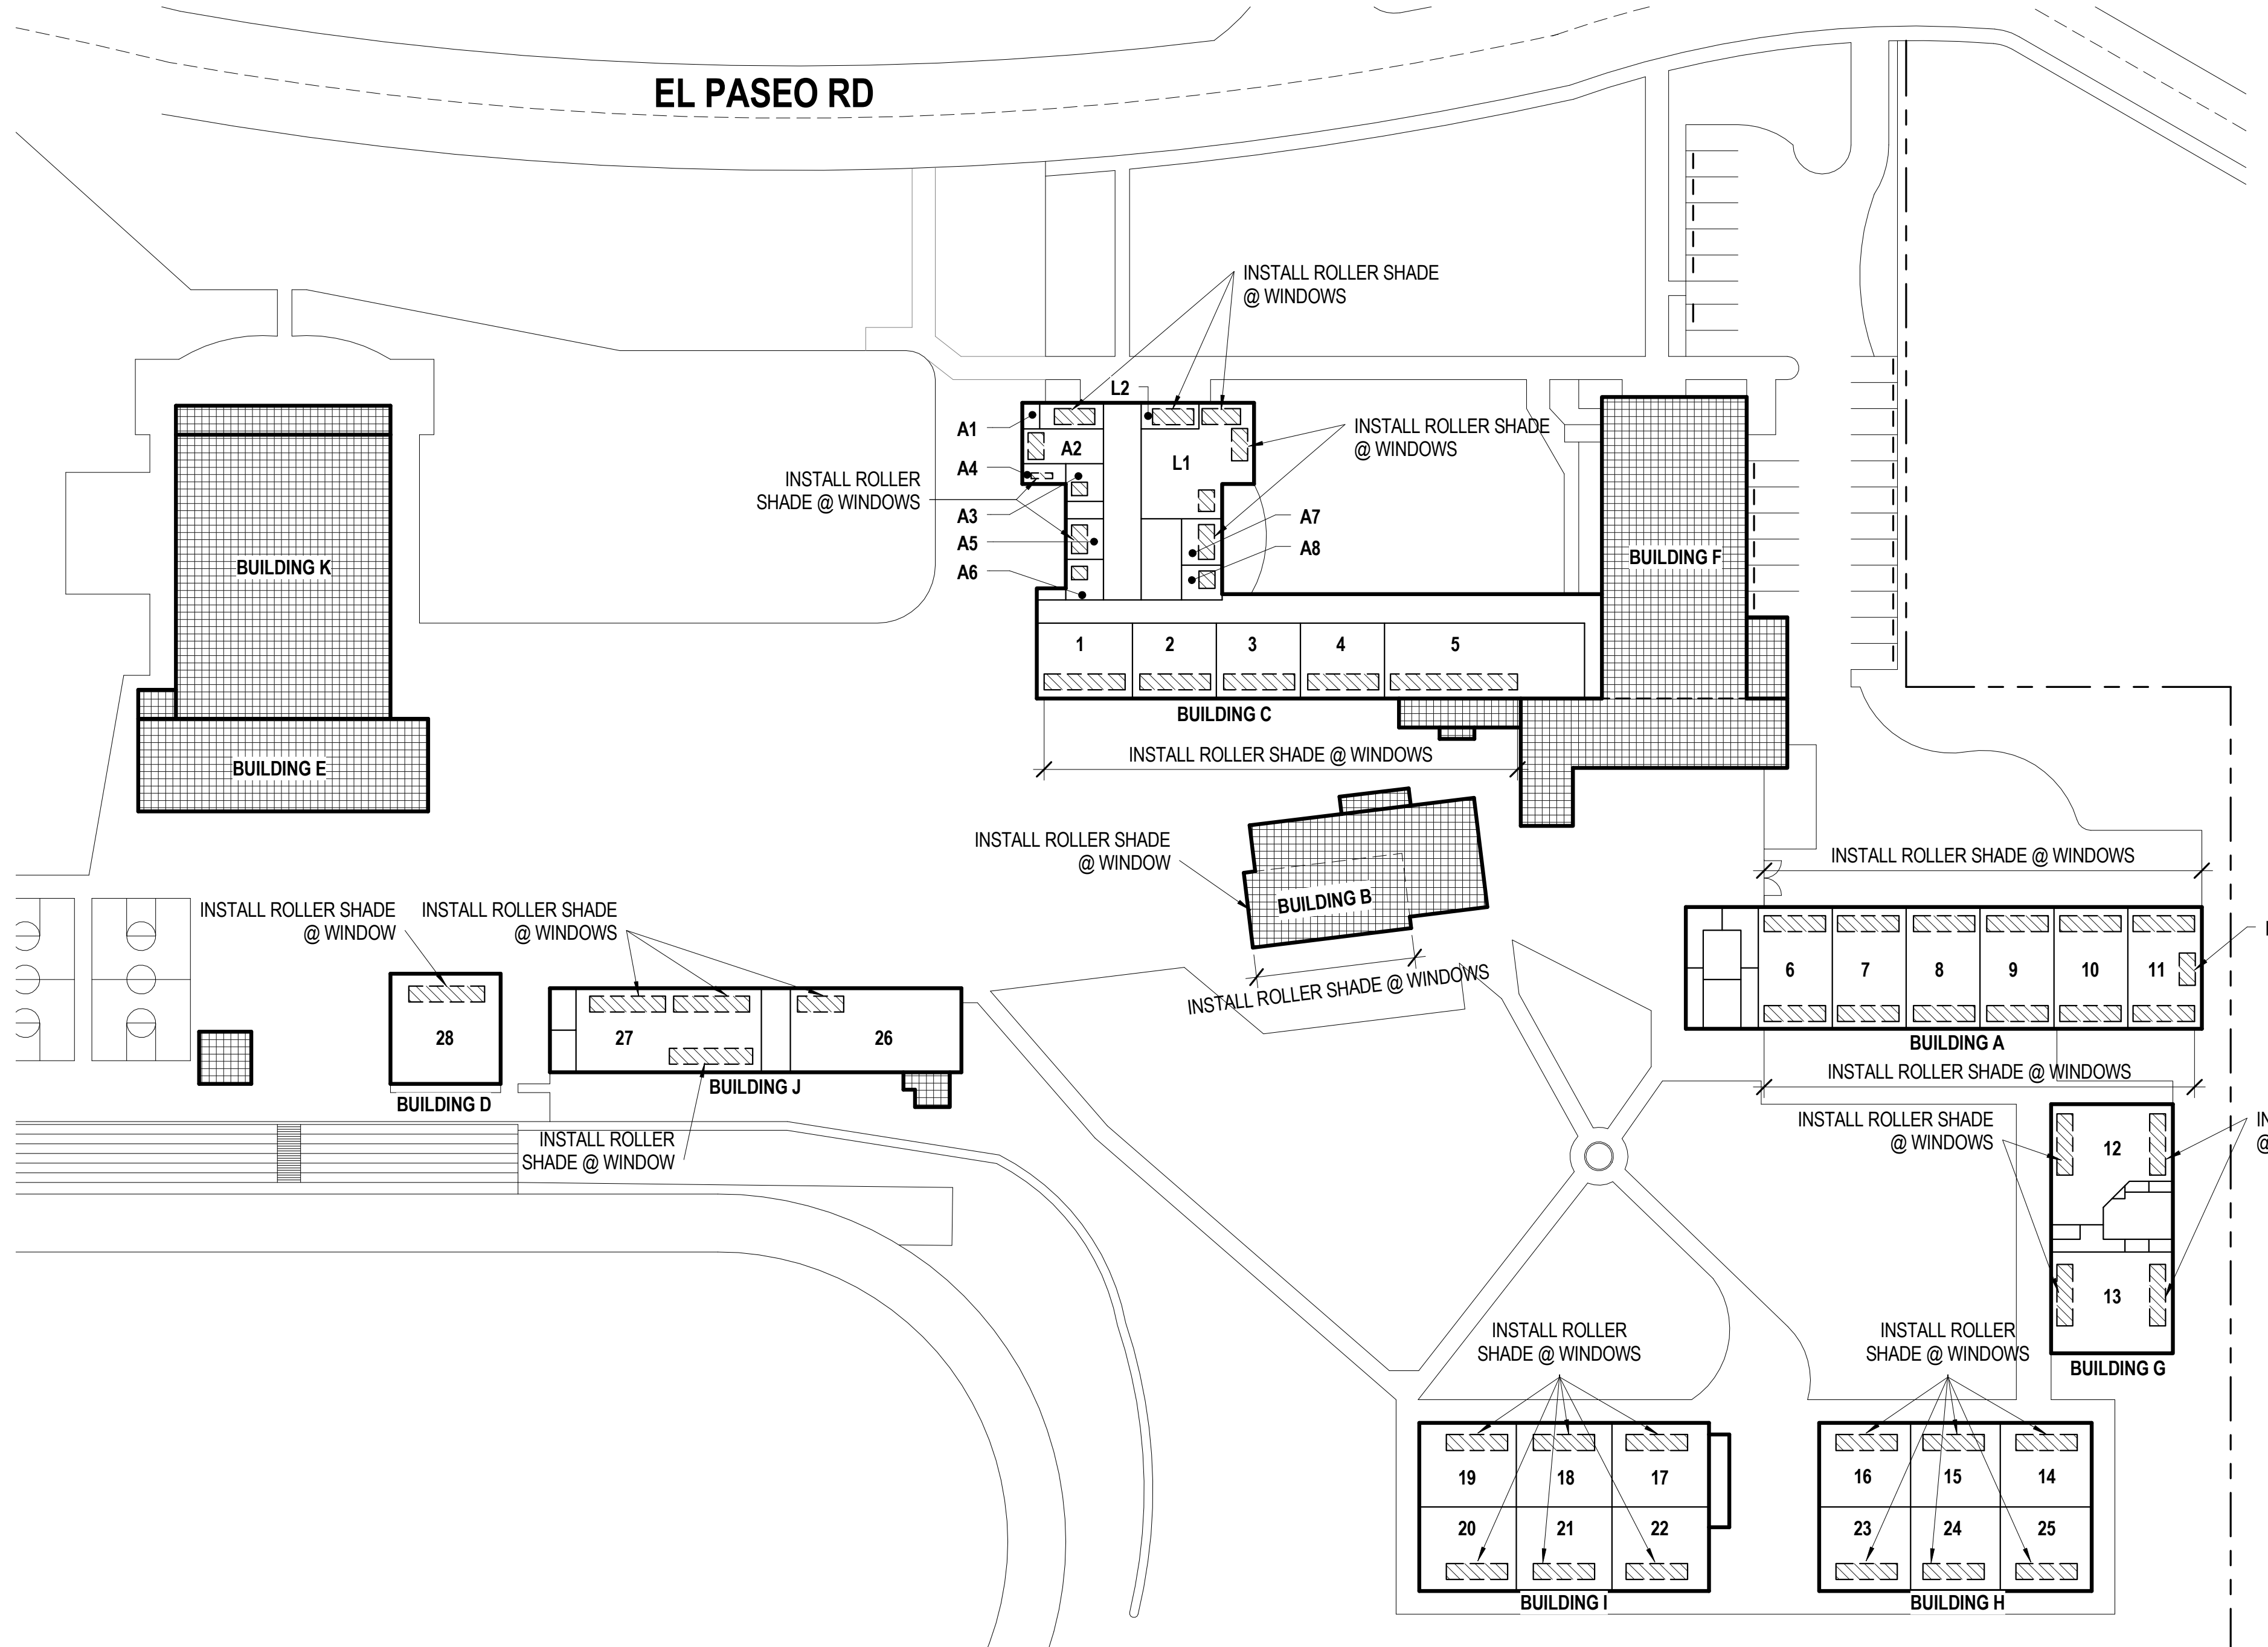 EL PASEO RD
INSTALL ROLLER SHADE
@ WINDOWS
L2
A1
A2
A4
L1
INSTALL ROLLER SHADE
@ WINDOWS
INSTALL ROLLER
SHADE @ WINDOWS
A3
A5
A6
A7
A8
BUILDING K
BUILDING F
1
2
3
4
5
BUILDING C
INSTALL ROLLER SHADE @ WINDOWS
BUILDING E
INSTALL ROLLER SHADE
@ WINDOW
BUILDING B
INSTALL ROLLER SHADE @ WINDOWS
INSTALL ROLLER SHADE @ WINDOWS
INSTALL ROLLER SHADE
@ WINDOW
INSTALL ROLLER SHADE
@ WINDOWS
6
7
8
9
10
11
BUILDING A
INSTALL ROLLER SHADE @ WINDOWS
28
BUILDING D
27
26
BUILDING J
INSTALL ROLLER
SHADE @ WINDOW
INSTALL ROLLER SHADE
@ WINDOWS
12
IN
@
13
BUILDING G
INSTALL ROLLER
SHADE @ WINDOWS
INSTALL ROLLER
SHADE @ WINDOWS
19
18
17
20
21
22
BUILDING I
16
15
14
23
24
25
BUILDING H